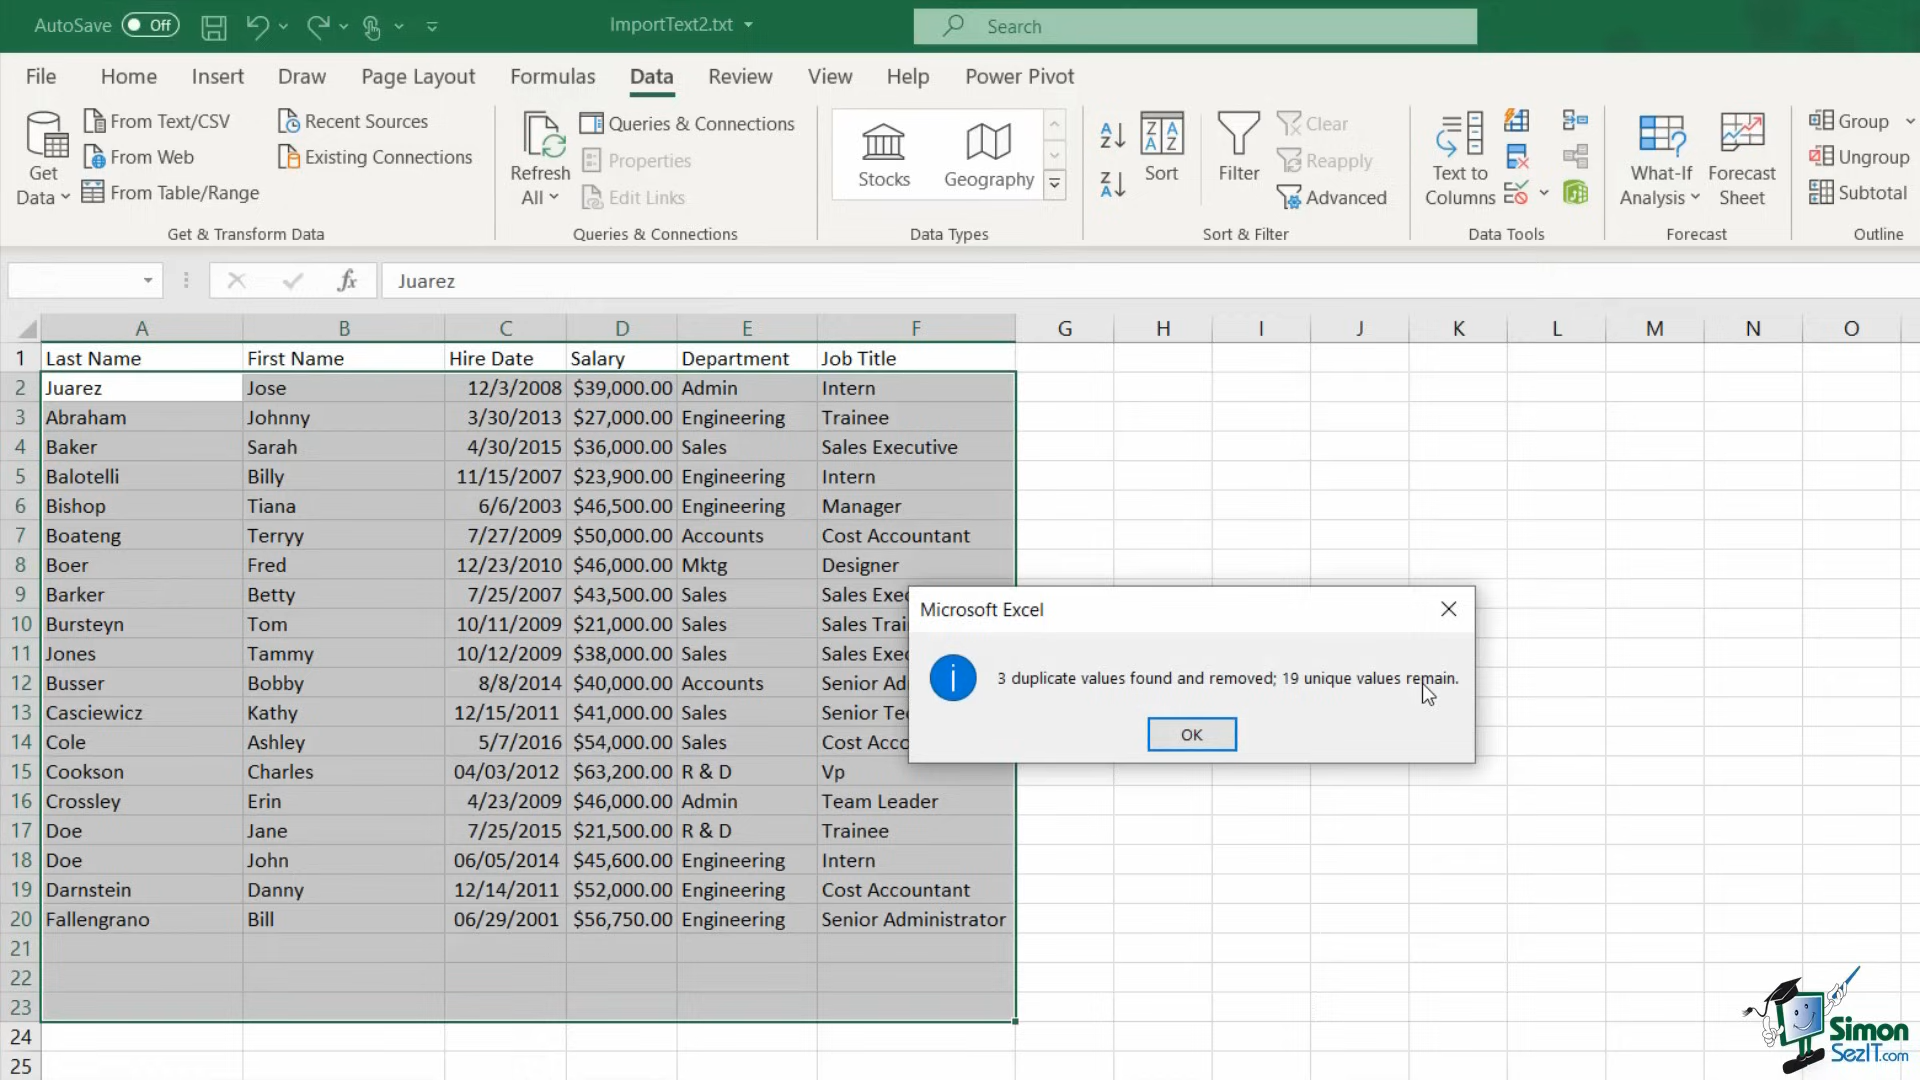 AutoSave Off ImportText2.txt Search
File Home Insert Draw Page Layout Formulas Data Review View Help Power Pivot
Get Data
From Text/CSV
From Web
From Table/Range
Recent Sources
Existing Connections
Get & Transform Data
Refresh All
Queries & Connections
Properties
Edit Links
Queries & Connections
Stocks Geography
Data Types
Sort
Filter
Clear
Reapply
Advanced
Sort & Filter
Text to Columns
Data Tools
What-If Analysis
Forecast Sheet
Forecast
Group
Ungroup
Subtotal
Outline
fx Juarez
A B C D E F G H I J K L M N O
1 Last Name First Name Hire Date Salary Department Job Title
2 Juarez Jose 12/3/2008 $39,000.00 Admin Intern
3 Abraham Johnny 3/30/2013 $27,000.00 Engineering Trainee
4 Baker Sarah 4/30/2015 $36,000.00 Sales Sales Executive
5 Balotelli Billy 11/15/2007 $23,900.00 Engineering Intern
6 Bishop Tiana 6/6/2003 $46,500.00 Engineering Manager
7 Boateng Terryy 7/27/2009 $50,000.00 Accounts Cost Accountant
8 Boer Fred 12/23/2010 $46,000.00 Mktg Designer
9 Barker Betty 7/25/2007 $43,500.00 Sales Sales Exec
10 Bursteyn Tom 10/11/2009 $21,000.00 Sales Sales Trai
11 Jones Tammy 10/12/2009 $38,000.00 Sales Sales Exec
12 Busser Bobby 8/8/2014 $40,000.00 Accounts Senior Ad
13 Casciewicz Kathy 12/15/2011 $41,000.00 Sales Senior Te
14 Cole Ashley 5/7/2016 $54,000.00 Sales Cost Acco
15 Cookson Charles 04/03/2012 $63,200.00 R & D Vp
16 Crossley Erin 4/23/2009 $46,000.00 Admin Team Leader
17 Doe Jane 7/25/2015 $21,500.00 R & D Trainee
18 Doe John 06/05/2014 $45,600.00 Engineering Intern
19 Darnstein Danny 12/14/2011 $52,000.00 Engineering Cost Accountant
20 Fallengrano Bill 06/29/2001 $56,750.00 Engineering Senior Administrator
21
22
23
24
25
Microsoft Excel
3 duplicate values found and removed; 19 unique values remain.
OK
Simon
SezIT.com